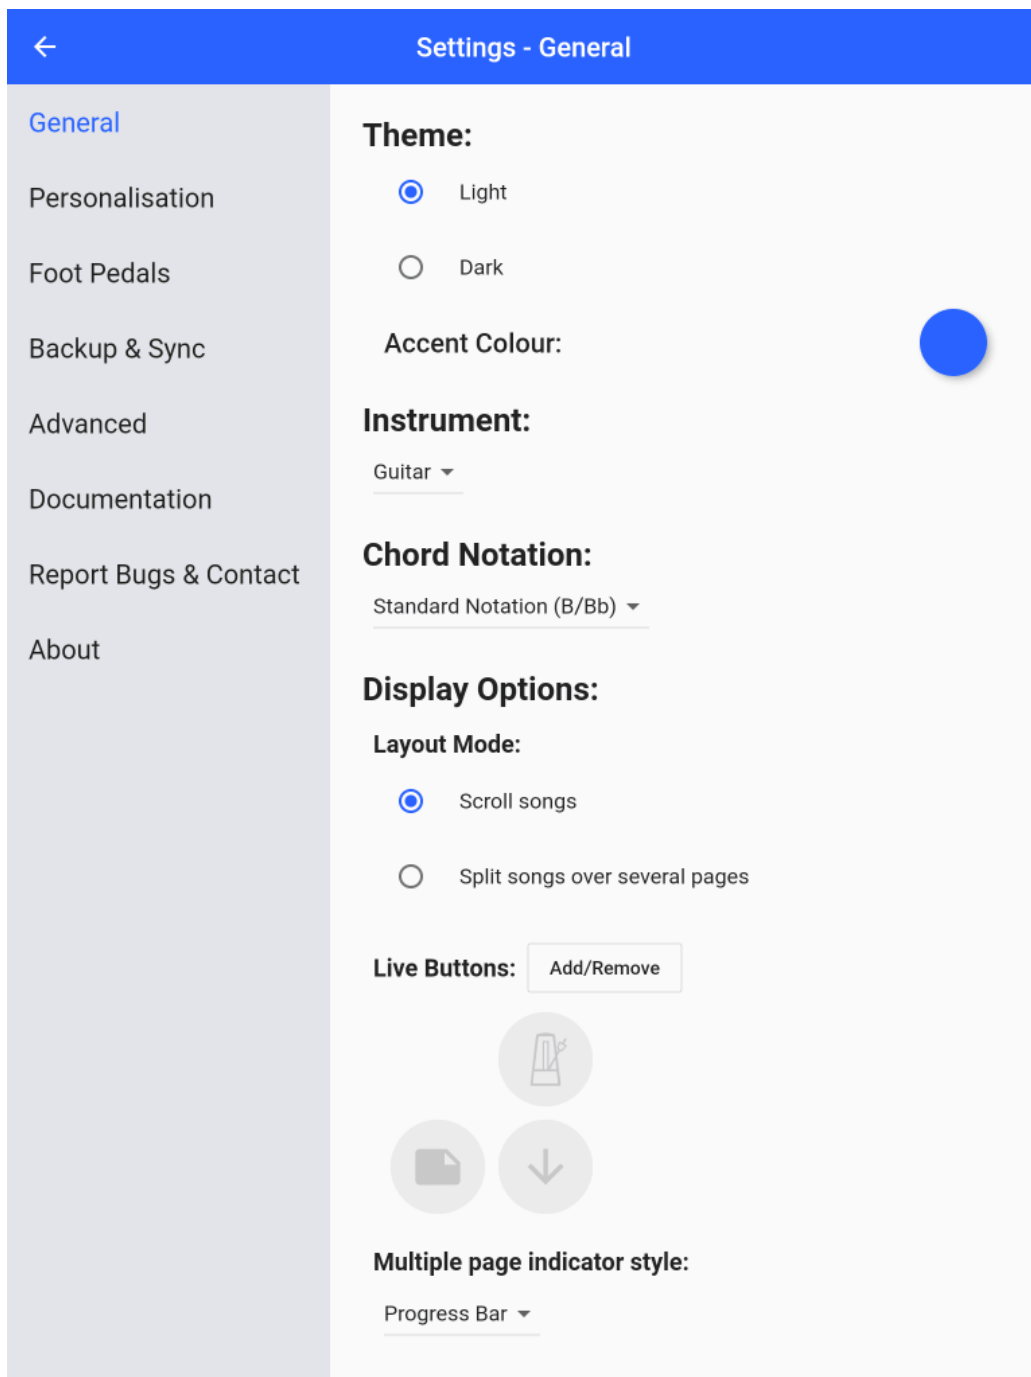 Settings - General
General
Personalisation
Foot Pedals
Backup & Sync
Advanced
Documentation
Report Bugs & Contact
About
Theme:
Light
Dark
Accent Colour:
Instrument:
Guitar
Chord Notation:
Standard Notation (B/Bb)
Display Options:
Layout Mode:
Scroll songs
Split songs over several pages
Live Buttons: Add/Remove
Multiple page indicator style:
Progress Bar